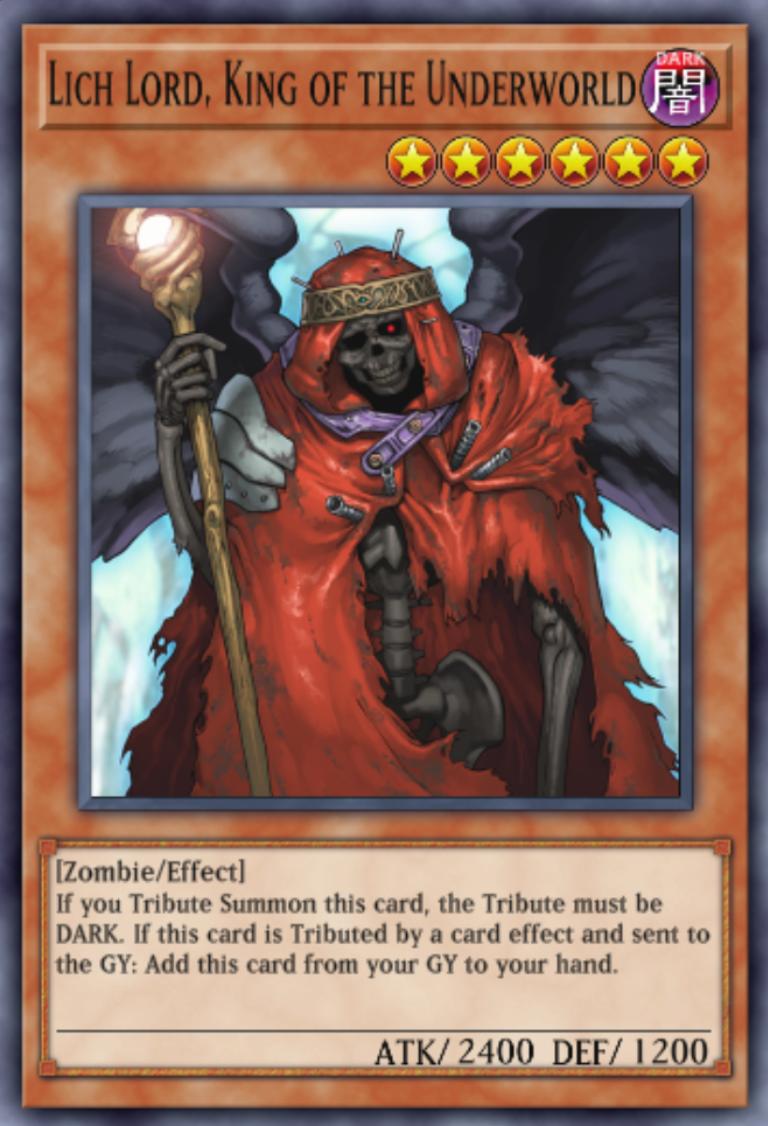 LICH LORD, KING OF THE UNDERWORLD
DARK
闇
[Zombie/Effect]
If you Tribute Summon this card, the Tribute must be
DARK. If this card is Tributed by a card effect and sent to
the GY: Add this card from your GY to your hand.
ATK/ 2400 DEF/ 1200